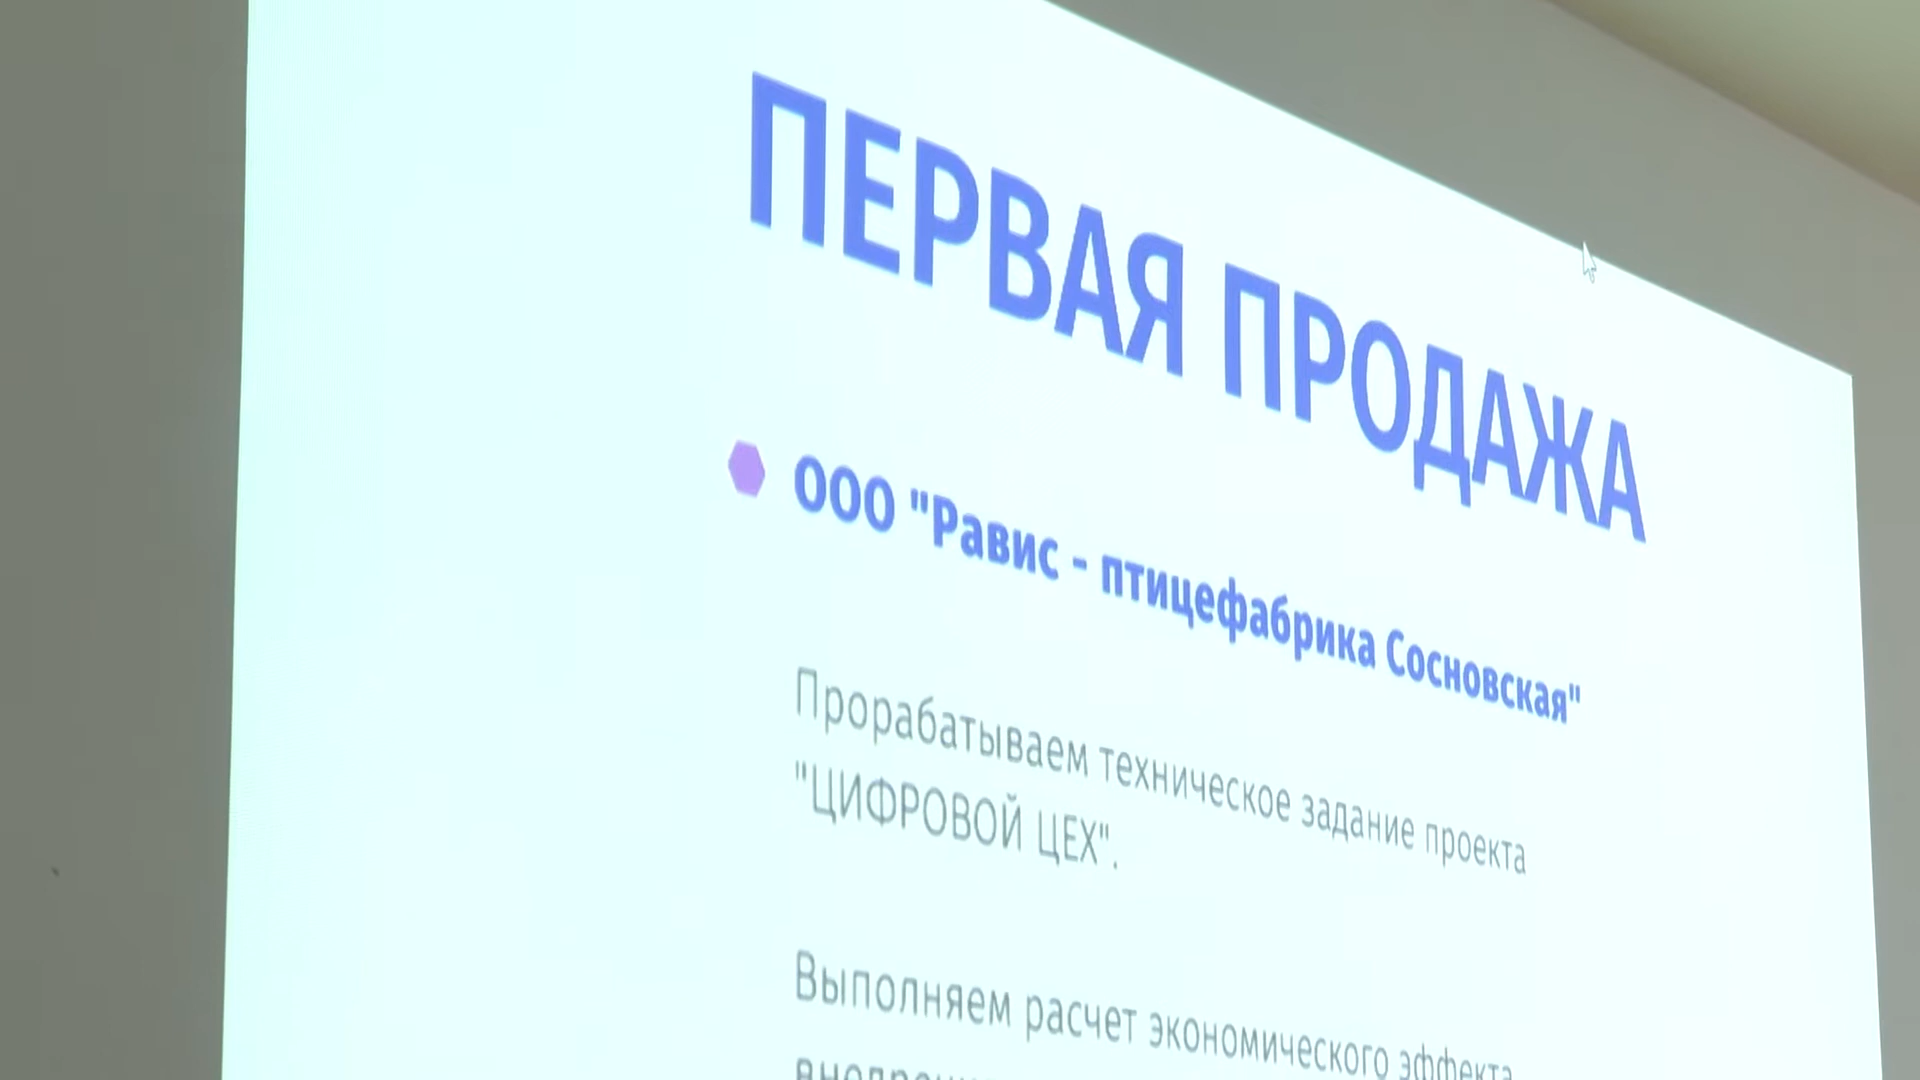 ПЕРВАЯ ПРОДАЖА
ООО "Равис - птицефабрика Сосновская"
Прорабатываем техническое задание проекта
"ЦИФРОВОЙ ЦЕХ".
Выполняем расчет экономического эффекта